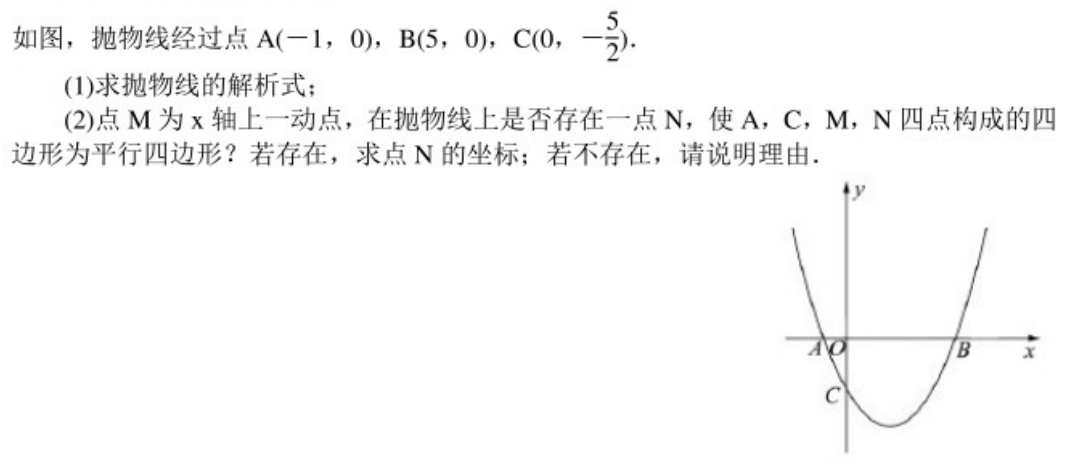 如图，抛物线经过点 A(－1，0)，B(5，0)，C(0，－5/2).
(1)求抛物线的解析式；
(2)点 M 为 x 轴上一动点，在抛物线上是否存在一点 N，使 A，C，M，N 四点构成的四
边形为平行四边形？若存在，求点 N 的坐标；若不存在，请说明理由．
y
A O B x
C